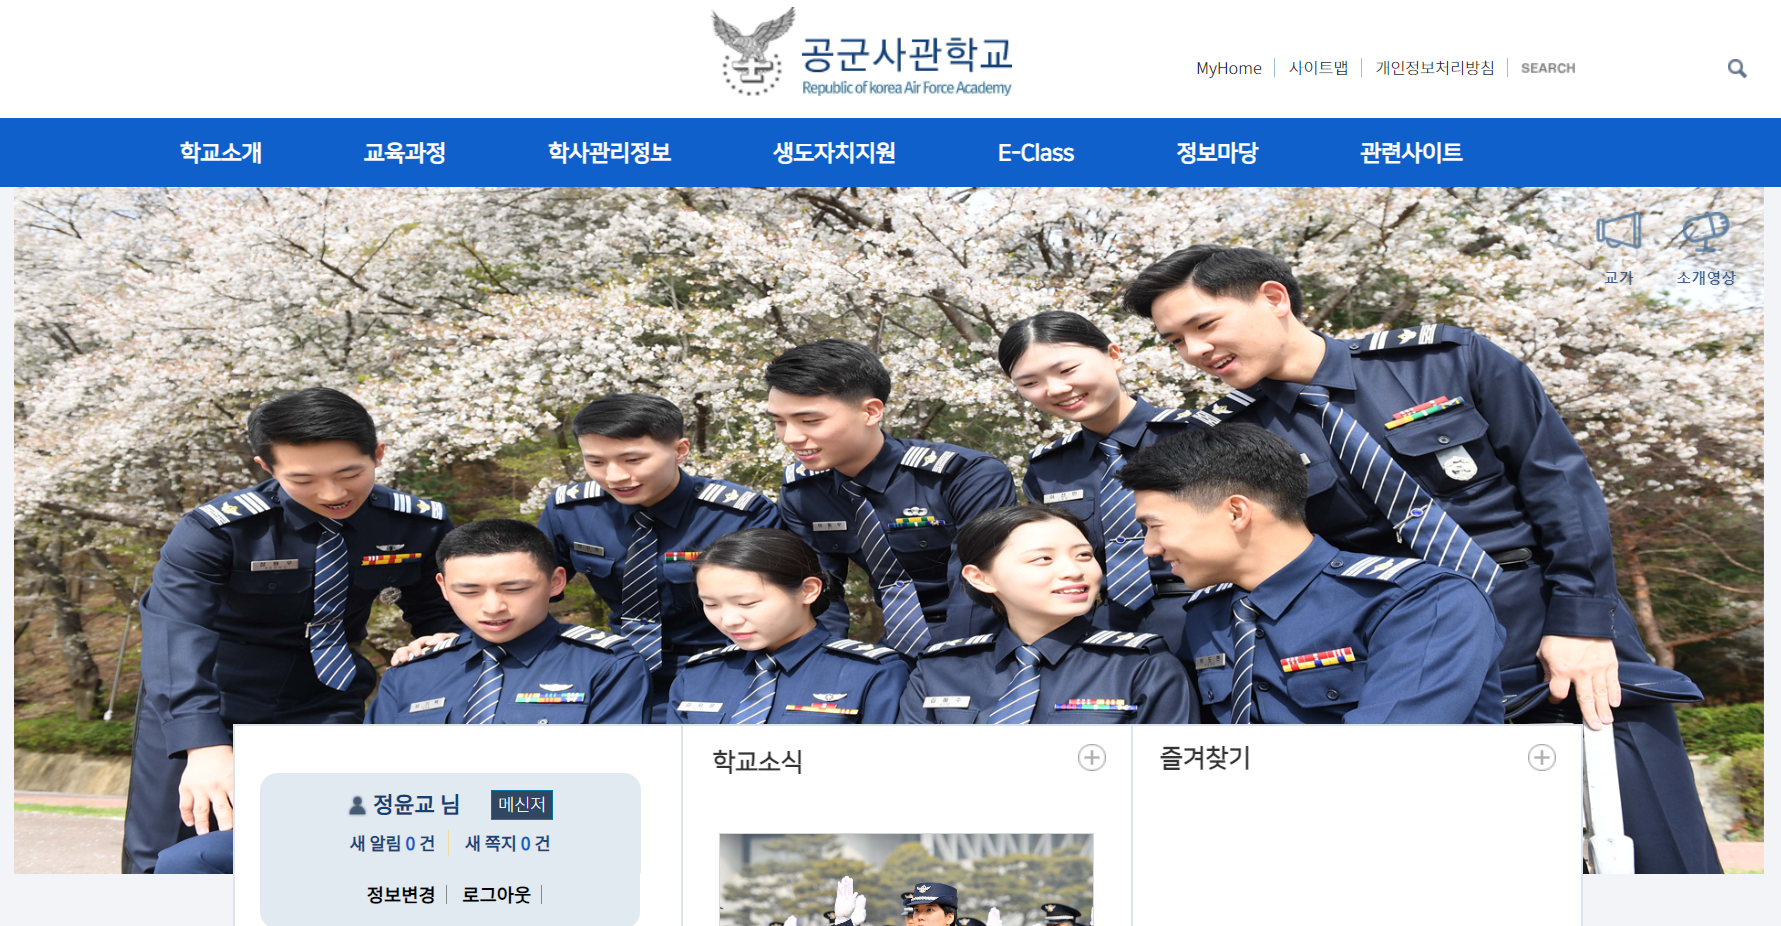 공군사관학교
Republic of korea Air Force Academy
MyHome
사이트맵
개인정보처리방침
SEARCH
학교소개
교육과정
학사관리정보
생도자치지원
E-Class
정보마당
관련사이트
교가
소개영상
정윤교 님
메신저
새 알림 0 건
새 쪽지 0 건
정보변경
로그아웃
학교소식
즐겨찾기